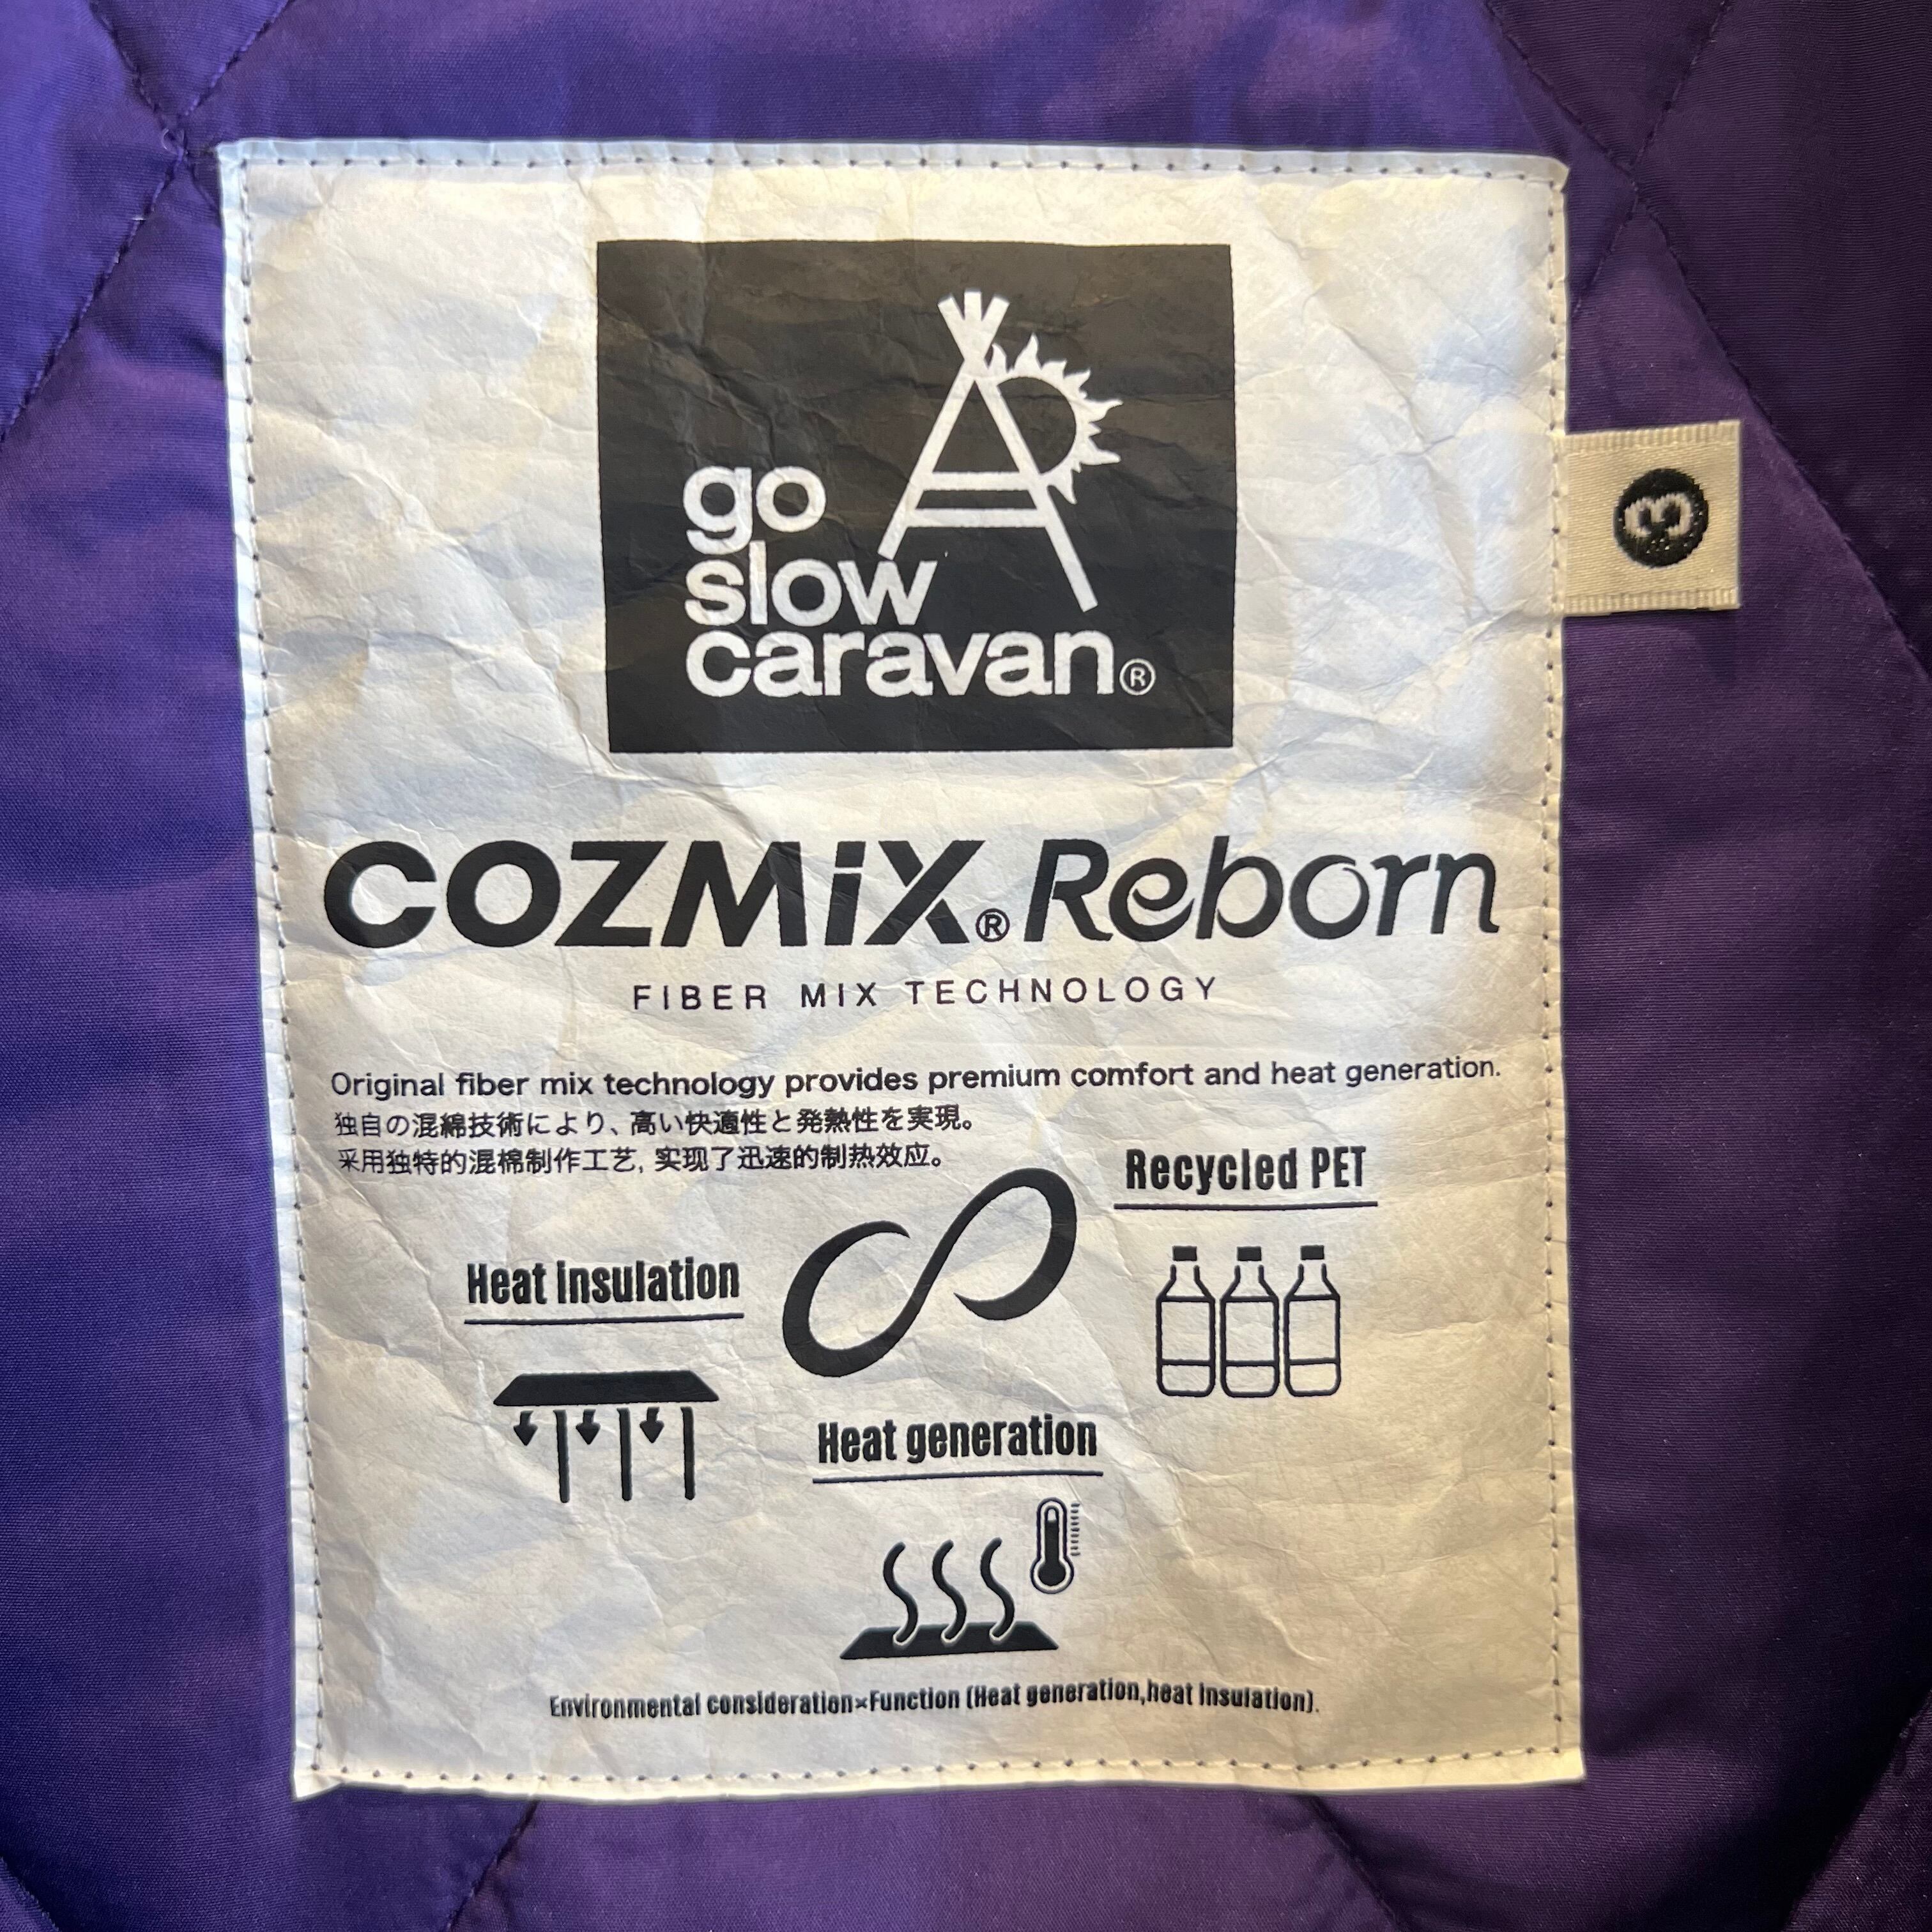 go
slow
caravan®
3
COZMiX® Reborn
FIBER MIX TECHNOLOGY
Original fiber mix technology provides premium comfort and heat generation.
独自の混綿技術により、高い快適性と発熱性を実現。
采用独特的混棉制作工艺, 实现了迅速的制热效应。
Recycled PET
Heat insulation
Heat generation
Environmental consideration×Function (Heat generation,heat insulation).